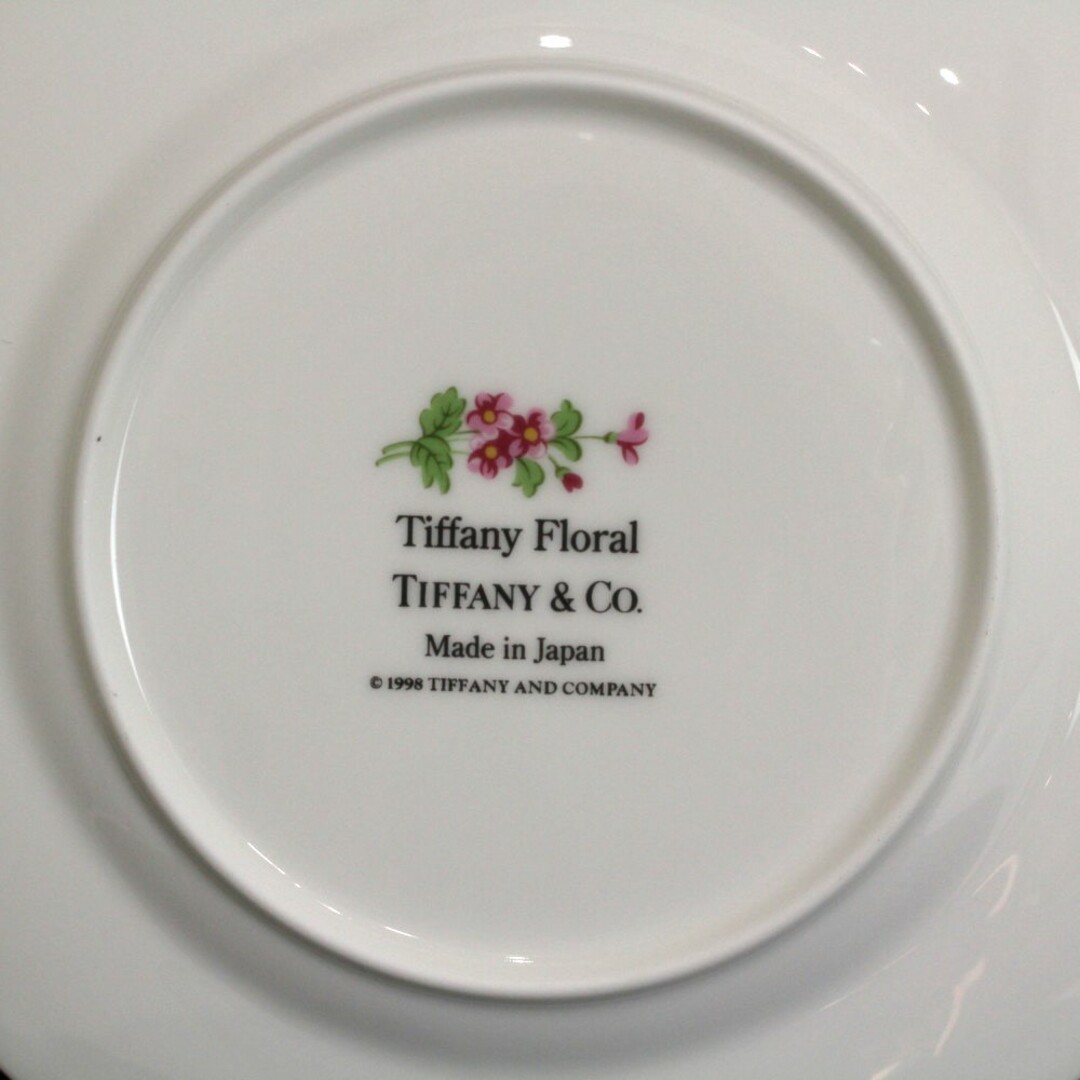 Tiffany Floral
TIFFANY & CO.
Made in Japan
© 1998 TIFFANY AND COMPANY